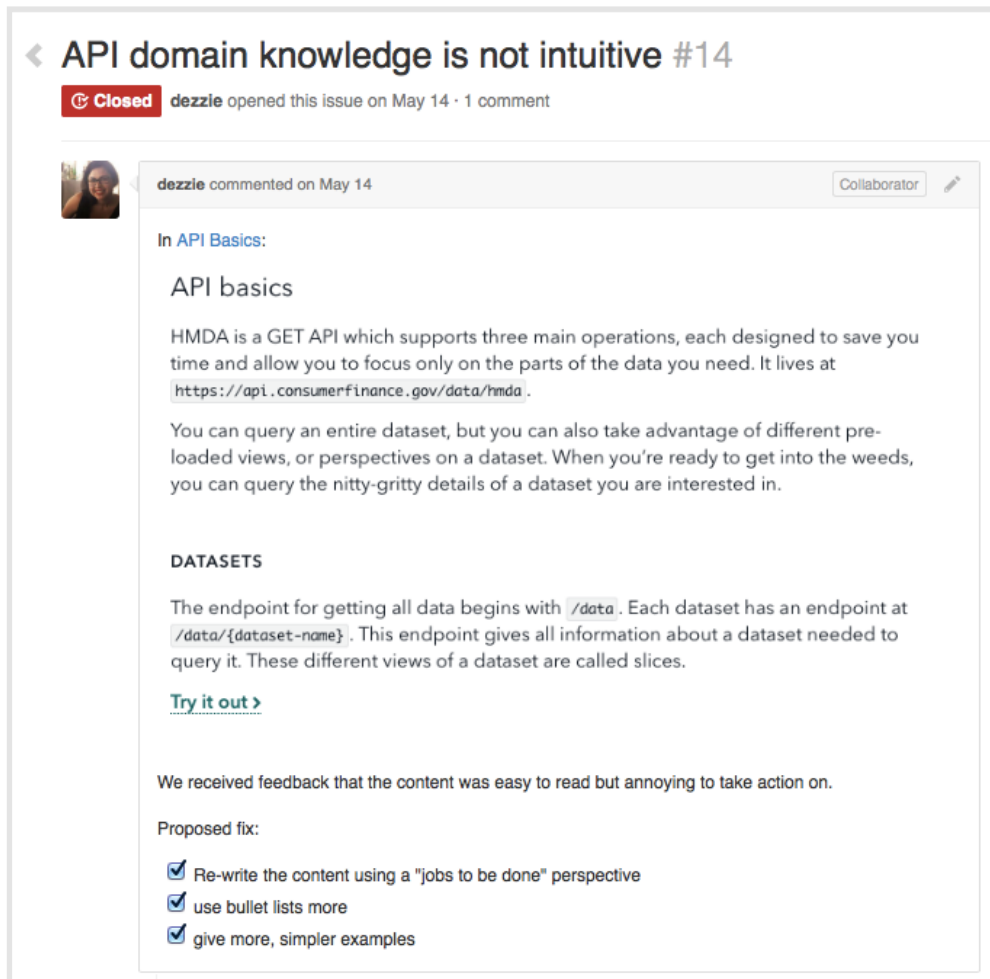 API domain knowledge is not intuitive #14
Closed dezzie opened this issue on May 14 · 1 comment
dezzie commented on May 14 Collaborator
In API Basics:
API basics
HMDA is a GET API which supports three main operations, each designed to save you
time and allow you to focus only on the parts of the data you need. It lives at
https://api.consumerfinance.gov/data/hmda.
You can query an entire dataset, but you can also take advantage of different pre-
loaded views, or perspectives on a dataset. When you're ready to get into the weeds,
you can query the nitty-gritty details of a dataset you are interested in.
DATASETS
The endpoint for getting all data begins with /data. Each dataset has an endpoint at
/data/{dataset-name}. This endpoint gives all information about a dataset needed to
query it. These different views of a dataset are called slices.
Try it out >
We received feedback that the content was easy to read but annoying to take action on.
Proposed fix:
Re-write the content using a "jobs to be done" perspective
use bullet lists more
give more, simpler examples